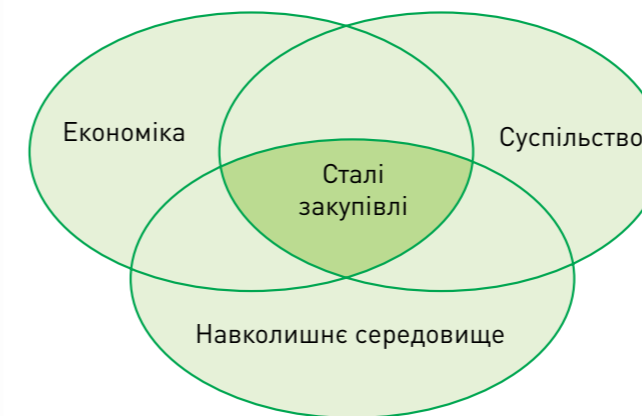 Економіка
Суспільство
Сталі
закупівлі
Навколишнє середовище